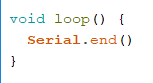 void loop() {
  Serial.end()
}